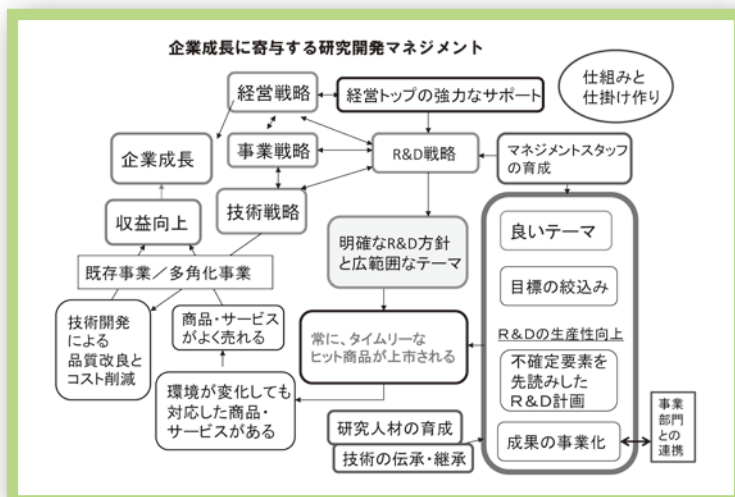 企業成長に寄与する研究開発マネジメント
仕組みと
仕掛け作り
経営戦略
経営トップの強力なサポート
企業成長
事業戦略
R&D戦略
マネジメントスタッフ
の育成
収益向上
技術戦略
明確なR&D方針
と広範囲なテーマ
良いテーマ
既存事業／多角化事業
目標の絞込み
技術開発
による
品質改良と
コスト削減
商品・サービス
がよく売れる
常に、タイムリーな
ヒット商品が上市される
R&Dの生産性向上
不確定要素を
先読みした
R&D計画
環境が変化しても
対応した商品・
サービスがある
研究人材の育成
技術の伝承・継承
成果の事業化
事業
部門
との
連携